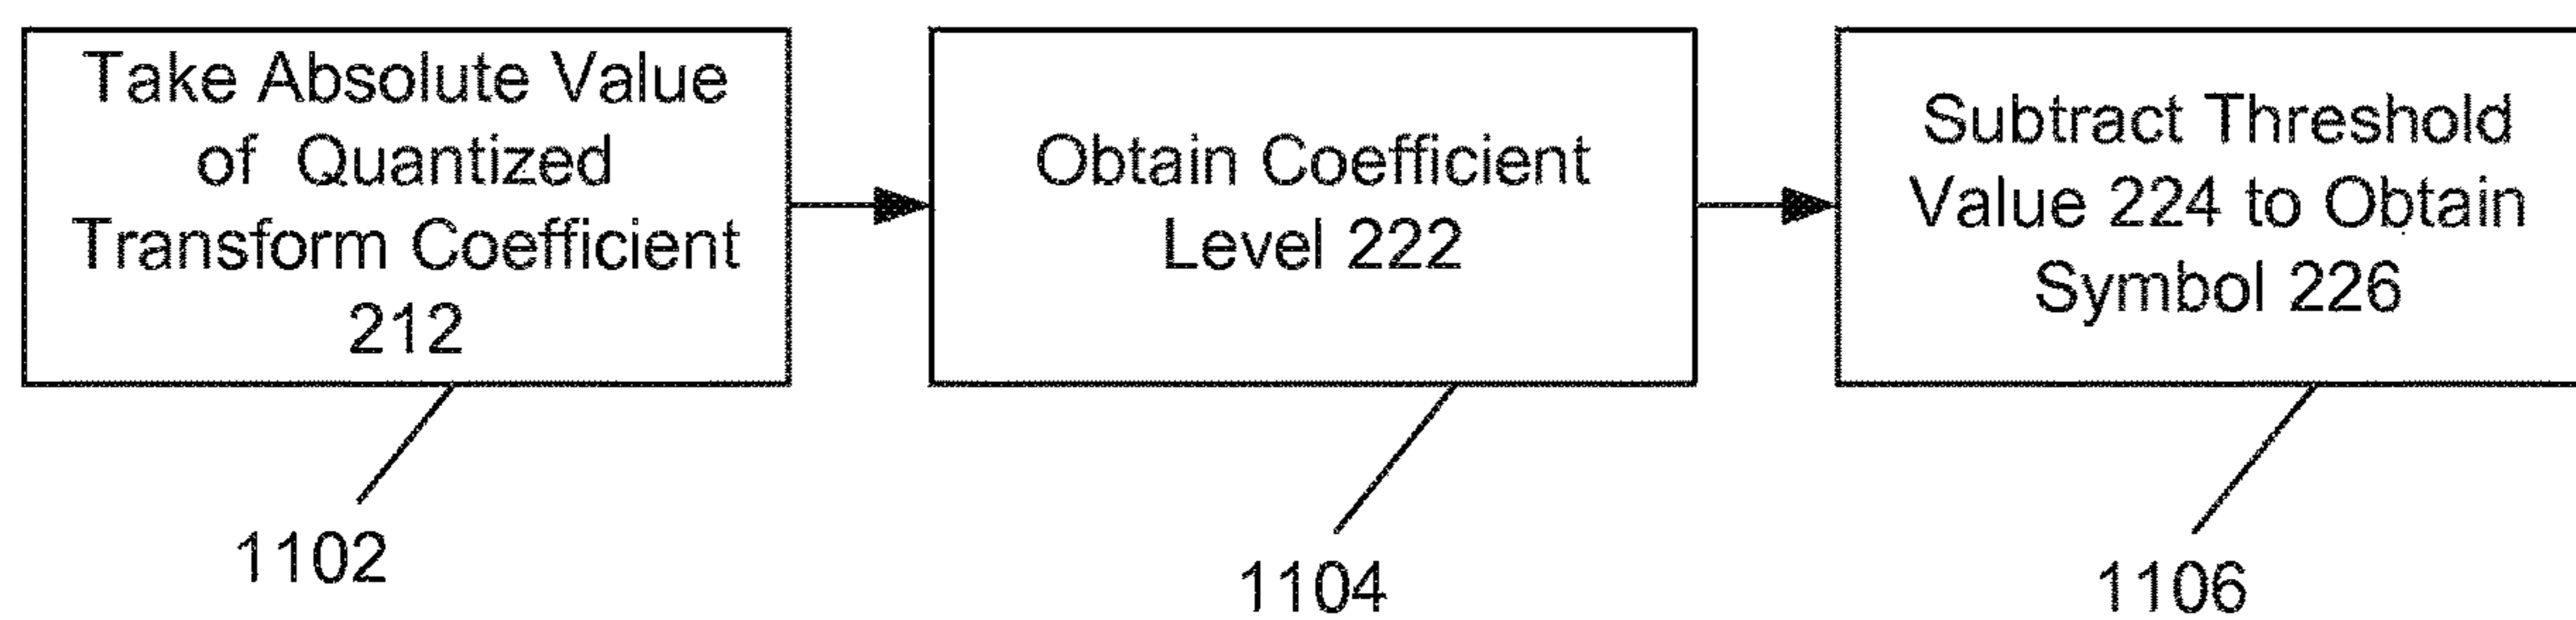 Take Absolute Value
of Quantized
Transform Coefficient
212
Obtain Coefficient
Level 222
Subtract Threshold
Value 224 to Obtain
Symbol 226
1102
1104
1106